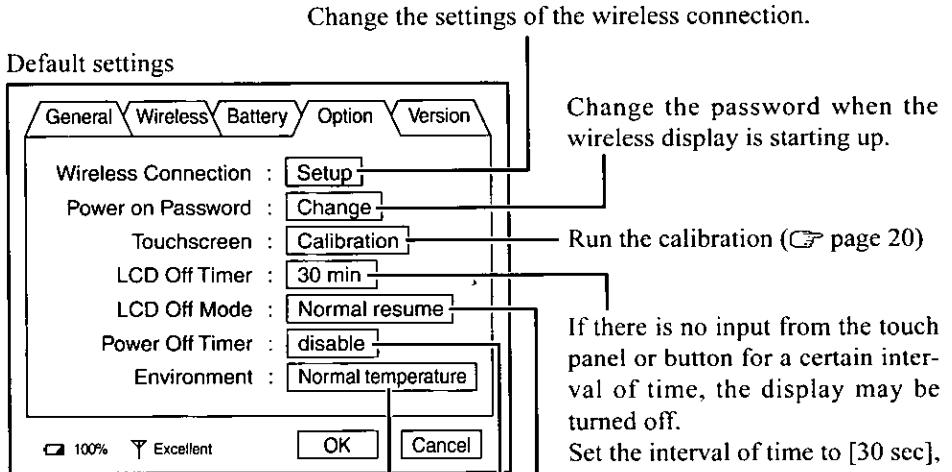 Change the settings of the wireless connection.
Default settings
General Wireless Battery Option Version
Wireless Connection : Setup
Power on Password : Change
Touchscreen : Calibration
LCD Off Timer : 30 min
LCD Off Mode : Normal resume
Power Off Timer : disable
Environment : Normal temperature
100% Excellent OK Cancel
Change the password when the
wireless display is starting up.
Run the calibration (☞ page 20)
If there is no input from the touch
panel or button for a certain inter-
val of time, the display may be
turned off.
Set the interval of time to [30 sec],